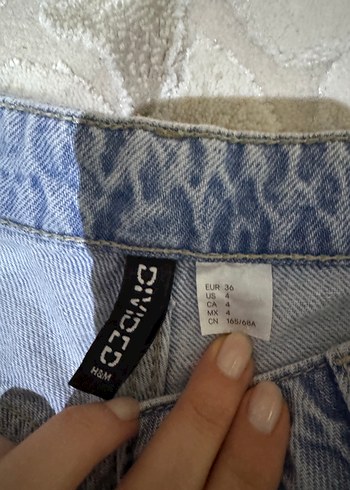 DIVIDED
H&M
EUR 36
US 4
CA 4
MX 4
CN 165/68A